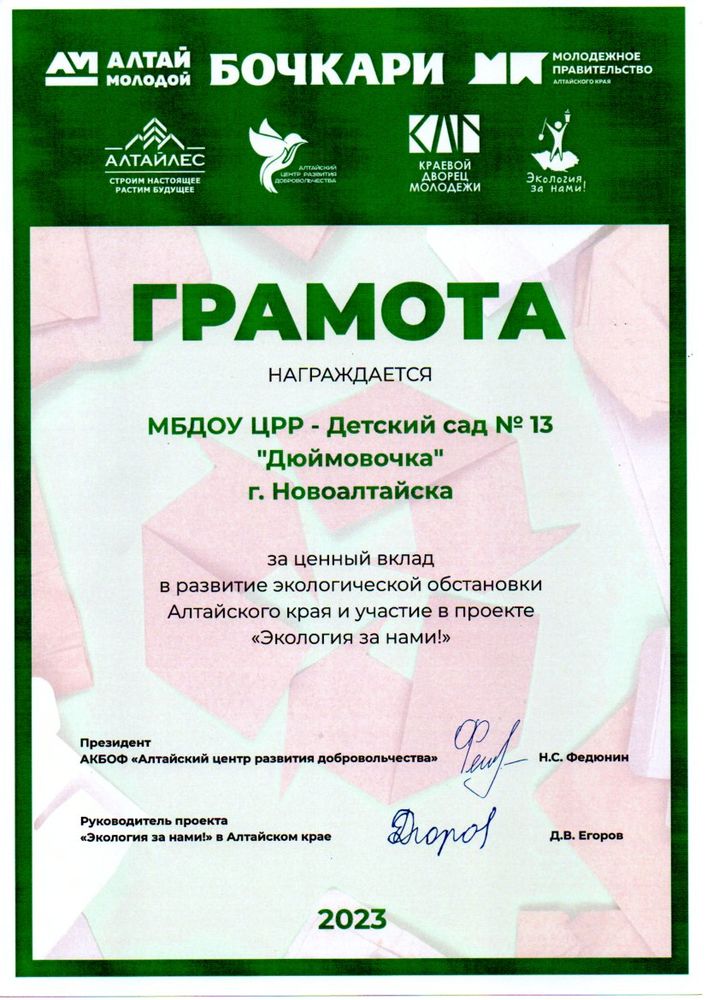 АЛТАЙ
МОЛОДОЙ
БОЧКАРИ
МОЛОДЕЖНОЕ
ПРАВИТЕЛЬСТВО
АЛТАЙСКОГО КРАЯ
АЛТАЙЛЕС
СТРОИМ НАСТОЯЩЕЕ
РАСТИМ БУДУЩЕЕ
АЛТАЙСКИЙ
ЦЕНТР РАЗВИТИЯ
ДОБРОВОЛЬЧЕСТВА
КДМ
КРАЕВОЙ
ДВОРЕЦ
МОЛОДЕЖИ
Экология,
за нами!
ГРАМОТА
НАГРАЖДАЕТСЯ
МБДОУ ЦРР - Детский сад № 13
"Дюймовочка"
г. Новоалтайска
за ценный вклад
в развитие экологической обстановки
Алтайского края и участие в проекте
«Экология за нами!»
Президент
АКБОФ «Алтайский центр развития добровольчества»
Н.С. Федюнин
Руководитель проекта
«Экология за нами!» в Алтайском крае
Д.В. Егоров
2023